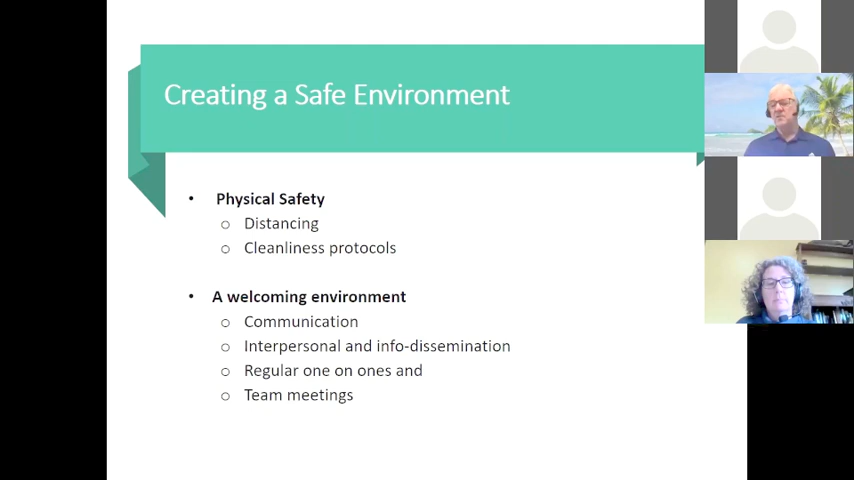 Creating a Safe Environment
• Physical Safety
o Distancing
o Cleanliness protocols
• A welcoming environment
o Communication
o Interpersonal and info-dissemination
o Regular one on ones and
o Team meetings